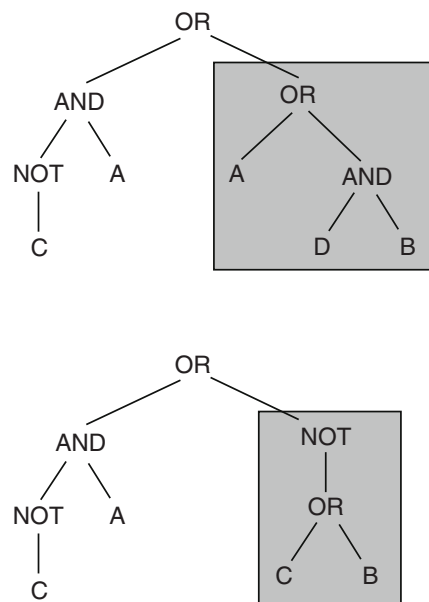 OR
AND OR
NOT A A AND
C D B
OR
AND NOT
NOT A OR
C C B